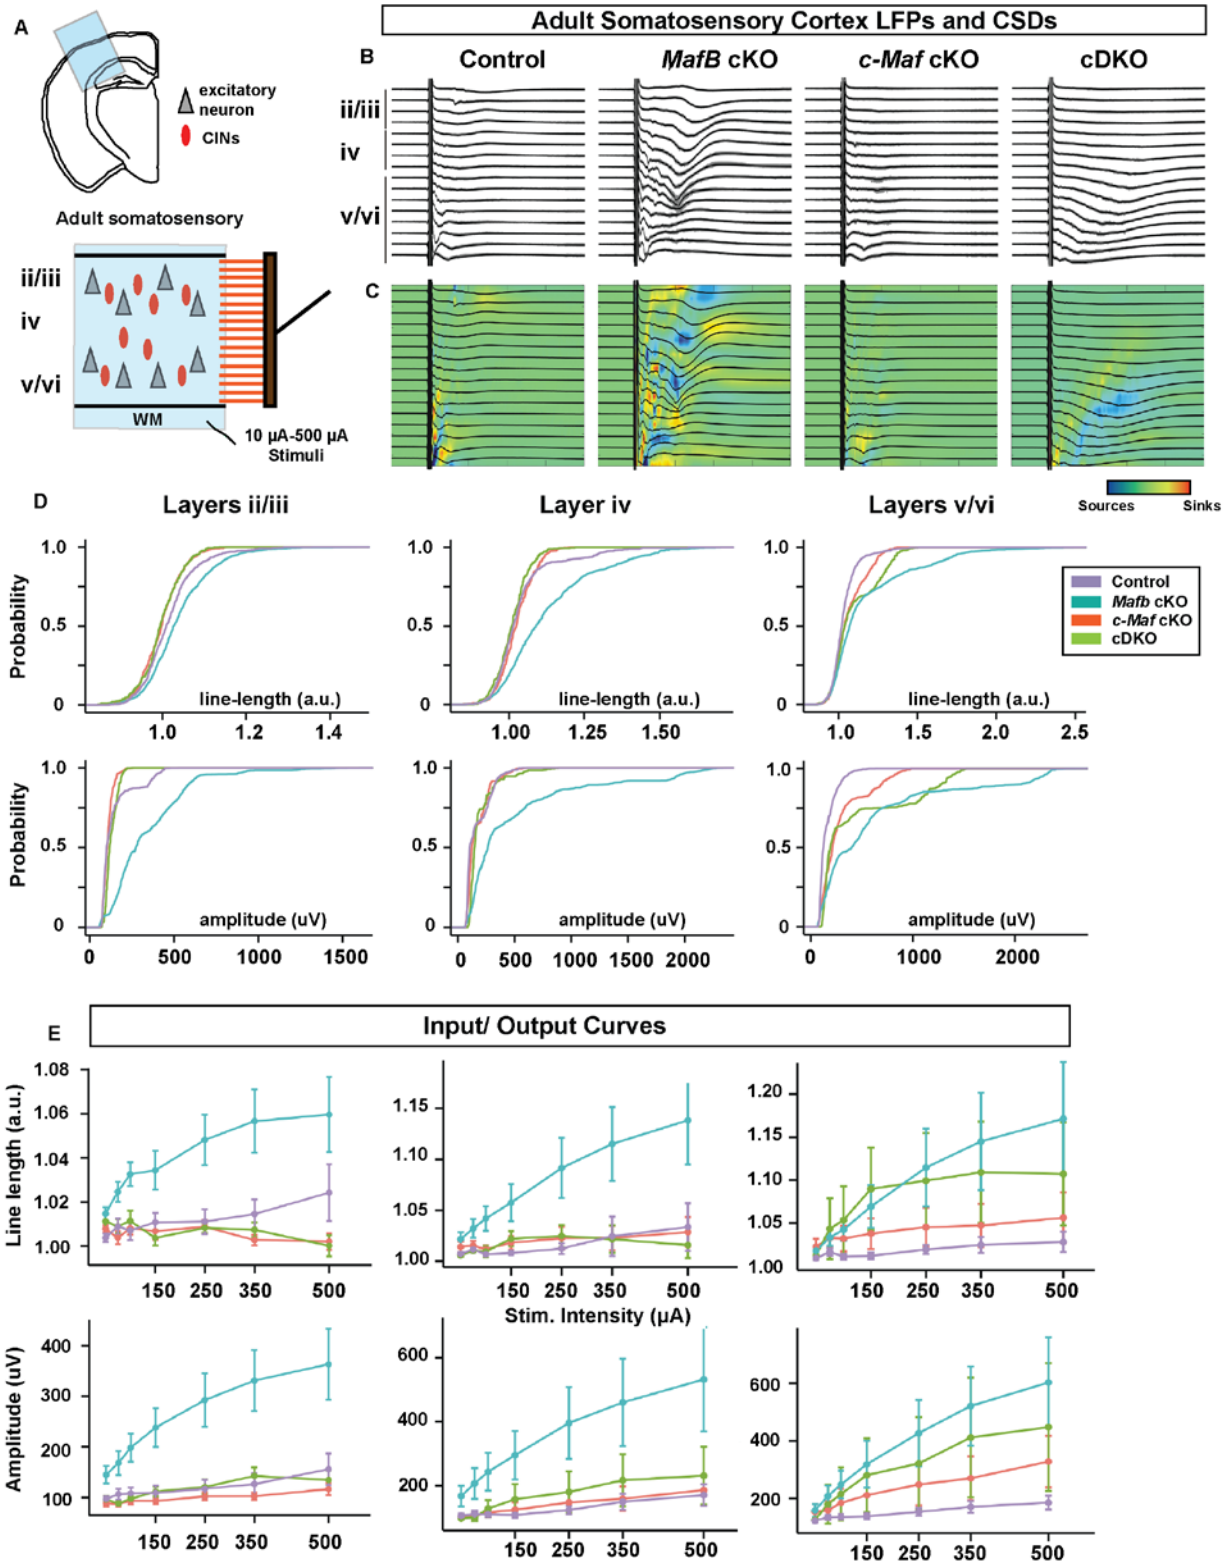 Adult Somatosensory Cortex LFPs and CSDs
A
excitatory
neuron
CINs
Adult somatosensory
ii/iii
iv
v/vi
WM
10 µA-500 µA
Stimuli
B
Control
MafB cKO
c-Maf cKO
cDKO
ii/iii
iv
v/vi
C
Sources
Sinks
D
Layers ii/iii
Layer iv
Layers v/vi
Probability
1.0
0.5
0
line-length (a.u.)
1.0 1.2 1.4
1.0
0.5
0
line-length (a.u.)
1.00 1.25 1.50
1.0
0.5
0
line-length (a.u.)
1.0 1.5 2.0 2.5
Control
Mafb cKO
c-Maf cKO
cDKO
Probability
1.0
0.5
0
amplitude (uV)
0 500 1000 1500
1.0
0.5
0
amplitude (uV)
0 500 1000 1500 2000
1.0
0.5
0
amplitude (uV)
0 1000 2000
E
Input/ Output Curves
Line length (a.u.)
1.08
1.06
1.04
1.02
1.00
150 250 350 500
1.15
1.10
1.05
1.00
150 250 350 500
1.20
1.15
1.10
1.05
1.00
150 250 350 500
Stim. Intensity (µA)
Amplitude (uV)
400
300
200
100
150 250 350 500
600
400
200
150 250 350 500
600
400
200
150 250 350 500